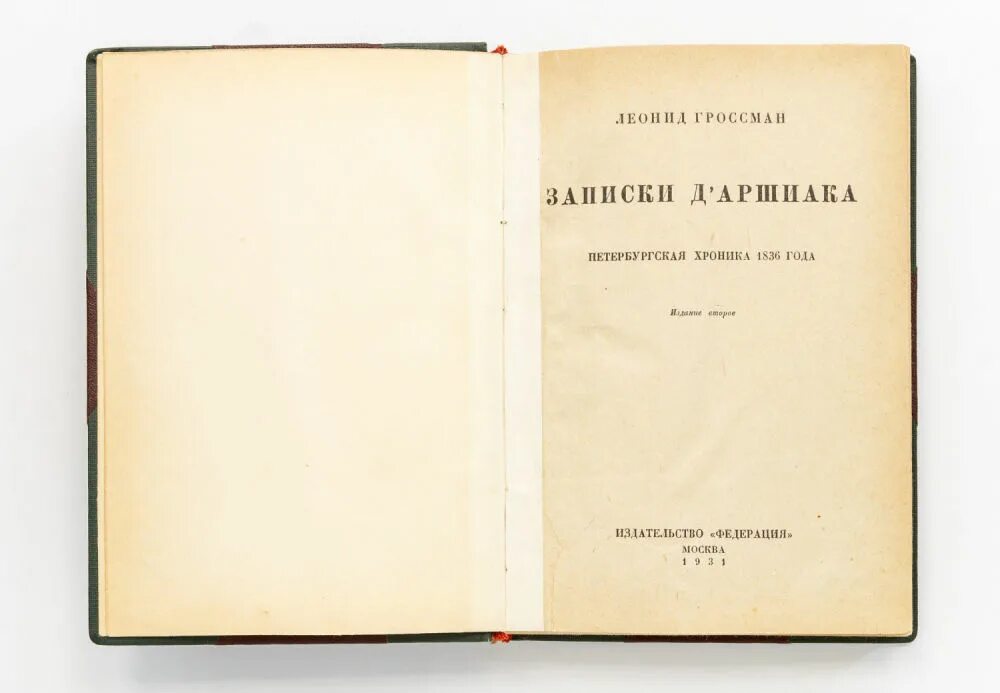 ЛЕОНИД ГРОССМАН
ЗАПИСКИ Д'АРШИАКА
ПЕТЕРБУРГСКАЯ ХРОНИКА 1836 ГОДА
Издание второе
ИЗДАТЕЛЬСТВО «ФЕДЕРАЦИЯ»
МОСКВА
1931